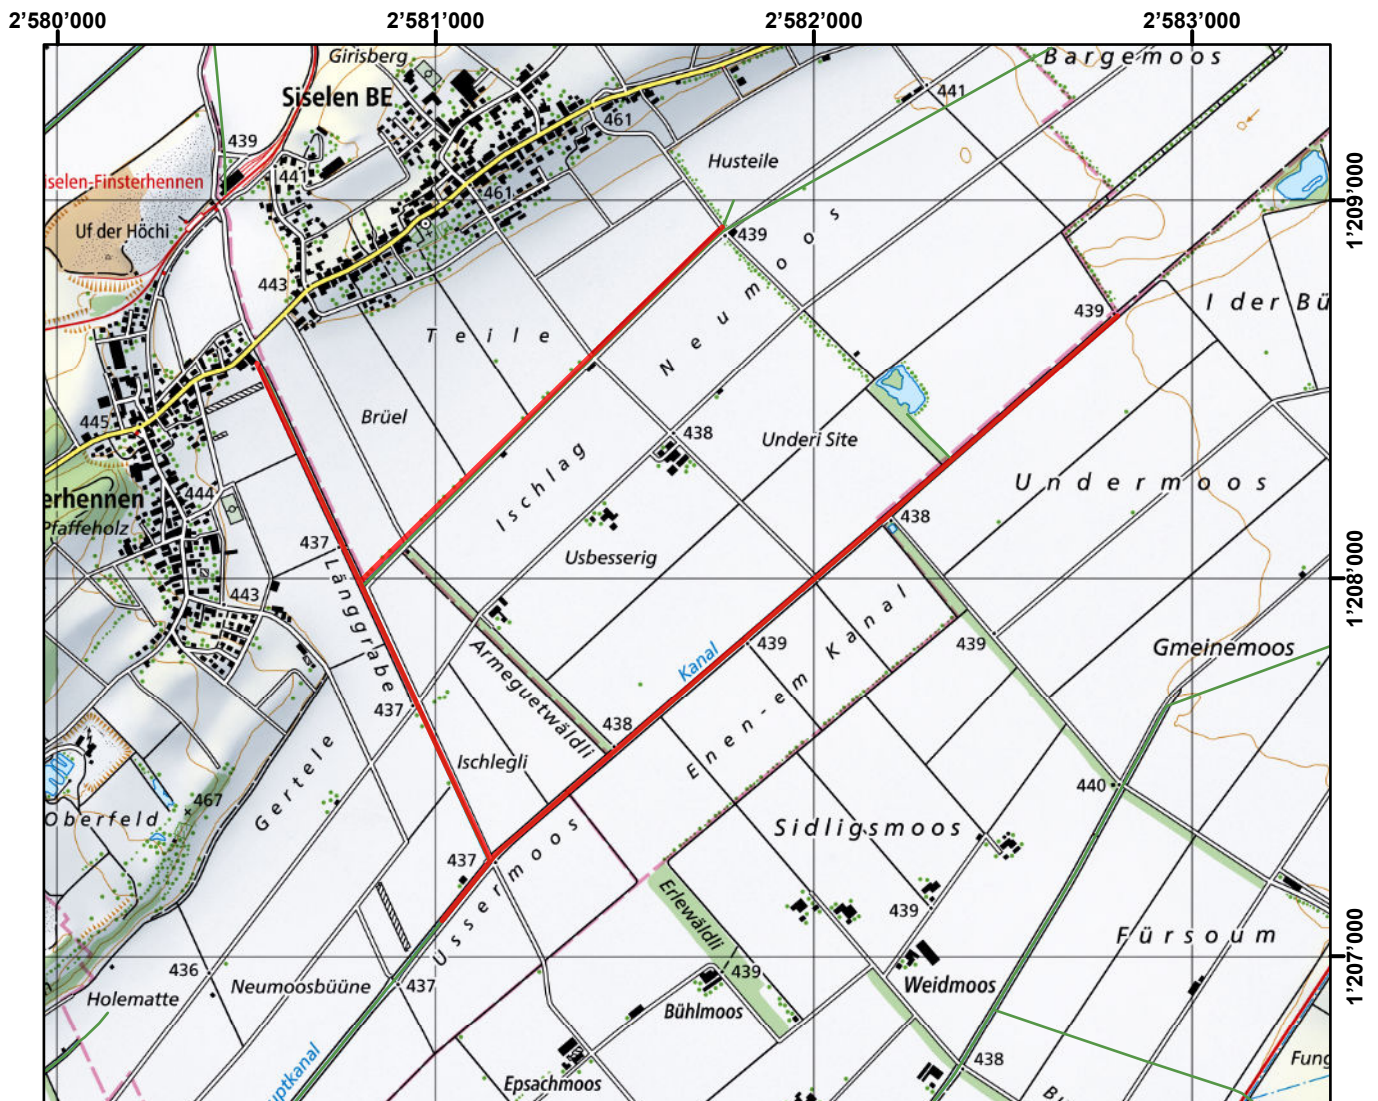 2’580’000 2’581’000 2’582’000 2’583’000
Girisberg
Bargemoos
Siselen BE
441
461
439
Husteile
iselen-Finsterhennen
441
461
1’209’000
Uf der Höchi
439
443
Neumoos
439
I der Bü
Teile
Brüel
445
438
Underi Site
Ischlag
Undermoos
erhennen
444
Pfaffeholz
438
437
Usbesserig
1’208’000
Länggrabe
443
Kanal
439
Enen-em Kanal
439
Gmeinemoos
Armeguetwäldli
437
438
Ischlegli
Gertele
467
440
Oberfeld
Sidligsmoos
437
Ussermoos
Erlewäldli
439
Fürsoum
1’207’000
436
Neumoosbüüne
437
439
Weidmoos
Holematte
Bühlmoos
uptkanal
438
Fung
Epsachmoos
Bu